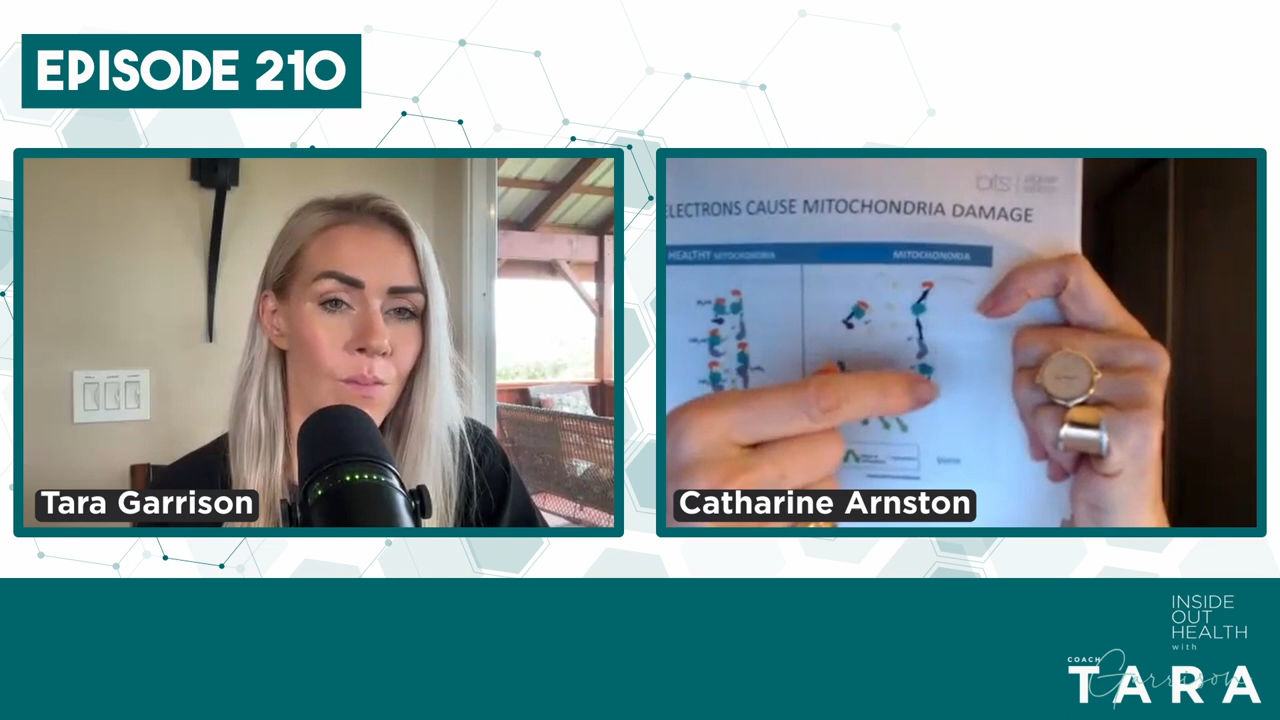 EPISODE 210
ELECTRONS CAUSE MITOCHONDRIA DAMAGE
HEALTHY MITOCHONDRIA
MITOCHONDRIA
Tara Garrison
Catharine Arnston
INSIDE
OUT
HEALTH
with
COACH
Garrison
TARA